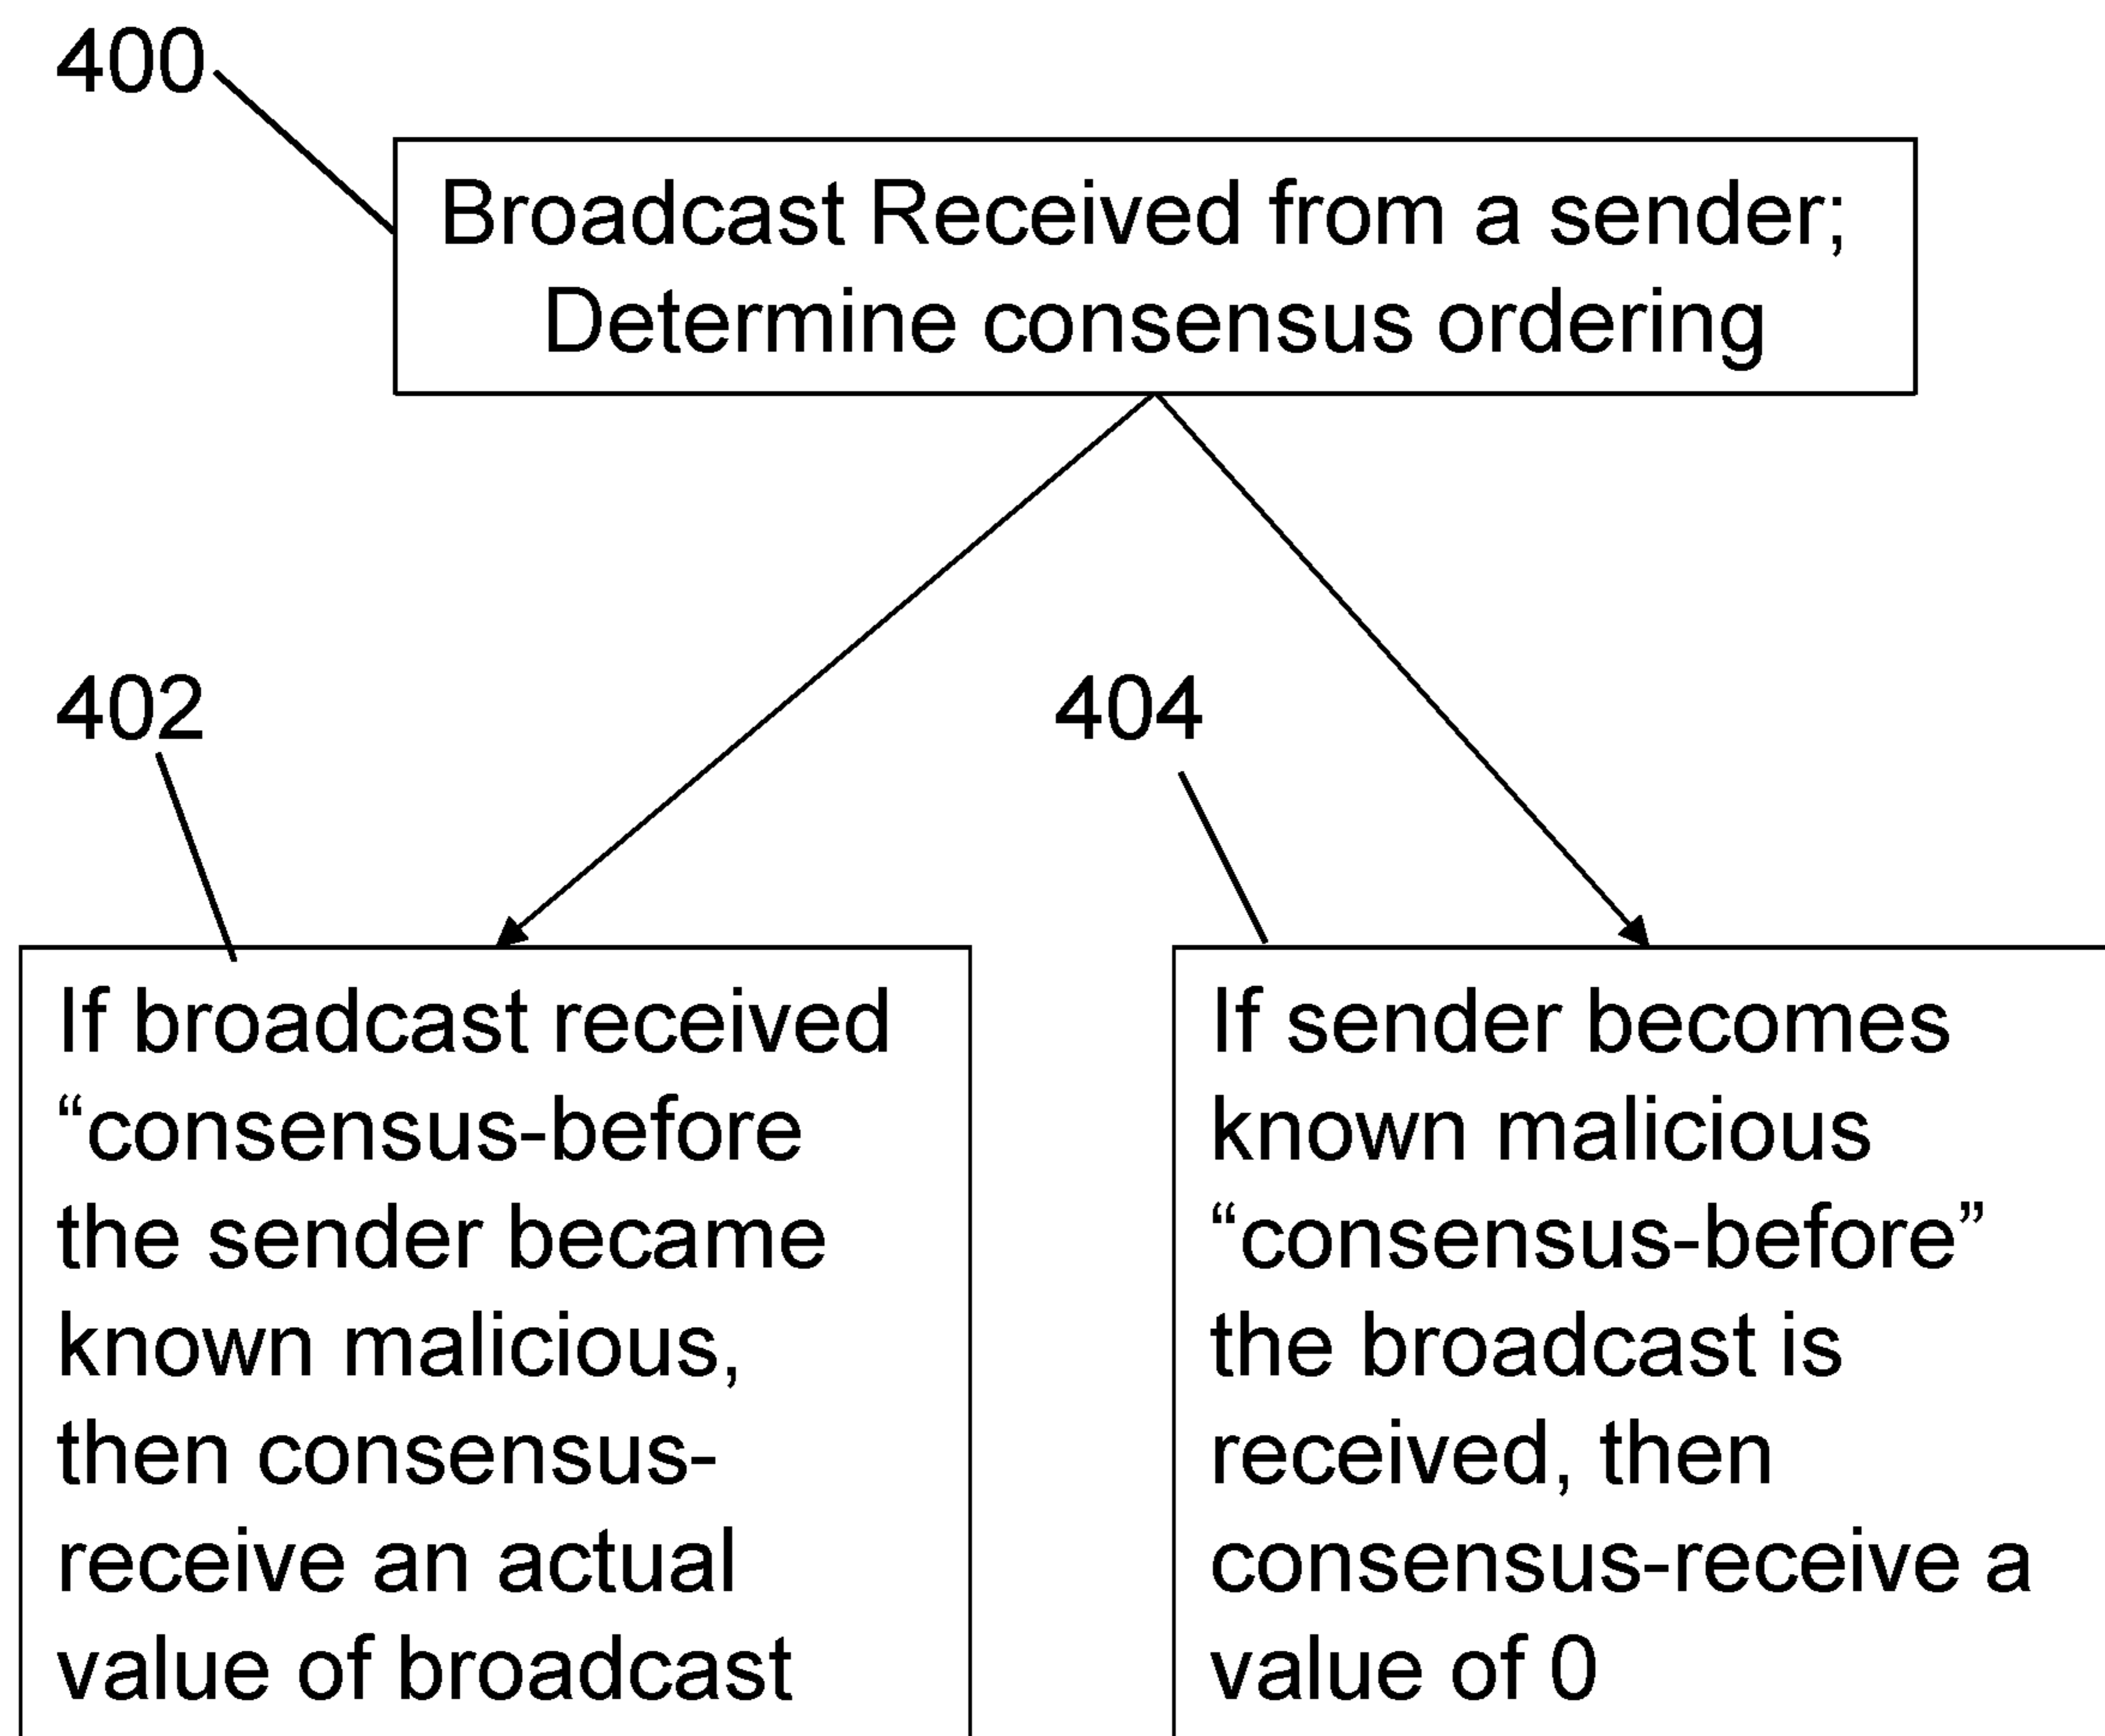 400
Broadcast Received from a sender;
Determine consensus ordering
402
If broadcast received
“consensus-before
the sender became
known malicious,
then consensus-
receive an actual
value of broadcast
404
If sender becomes
known malicious
“consensus-before”
the broadcast is
received, then
consensus-receive a
value of 0